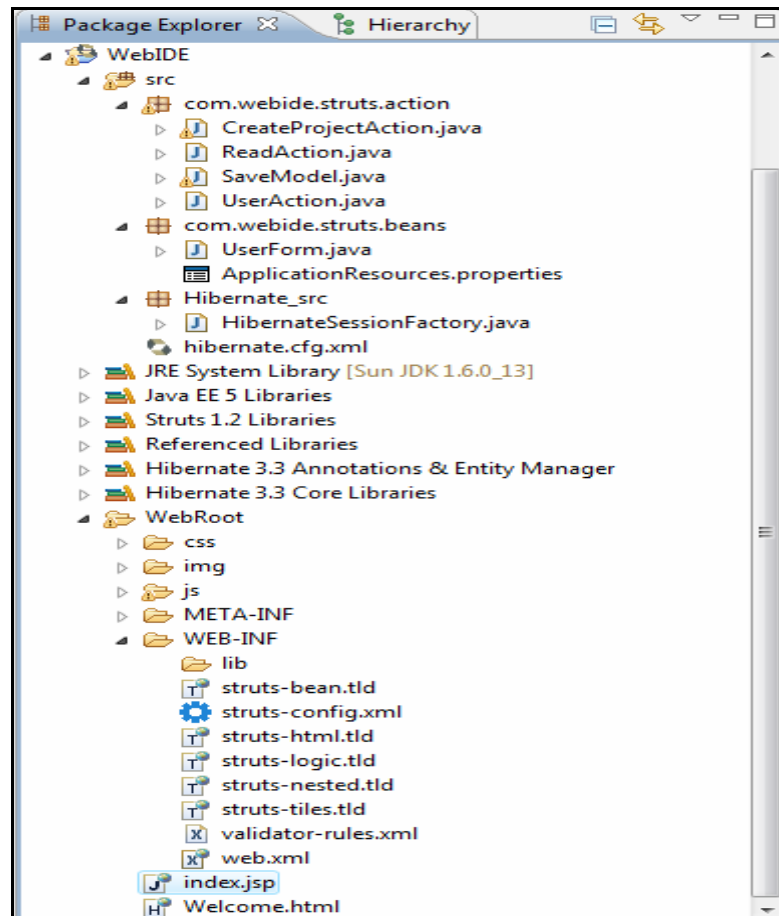 Package Explorer Hierarchy
WebIDE
src
com.webide.struts.action
CreateProjectAction.java
ReadAction.java
SaveModel.java
UserAction.java
com.webide.struts.beans
UserForm.java
ApplicationResources.properties
Hibernate_src
HibernateSessionFactory.java
hibernate.cfg.xml
JRE System Library [Sun JDK 1.6.0_13]
Java EE 5 Libraries
Struts 1.2 Libraries
Referenced Libraries
Hibernate 3.3 Annotations & Entity Manager
Hibernate 3.3 Core Libraries
WebRoot
css
img
js
META-INF
WEB-INF
lib
struts-bean.tld
struts-config.xml
struts-html.tld
struts-logic.tld
struts-nested.tld
struts-tiles.tld
validator-rules.xml
web.xml
index.jsp
Welcome.html